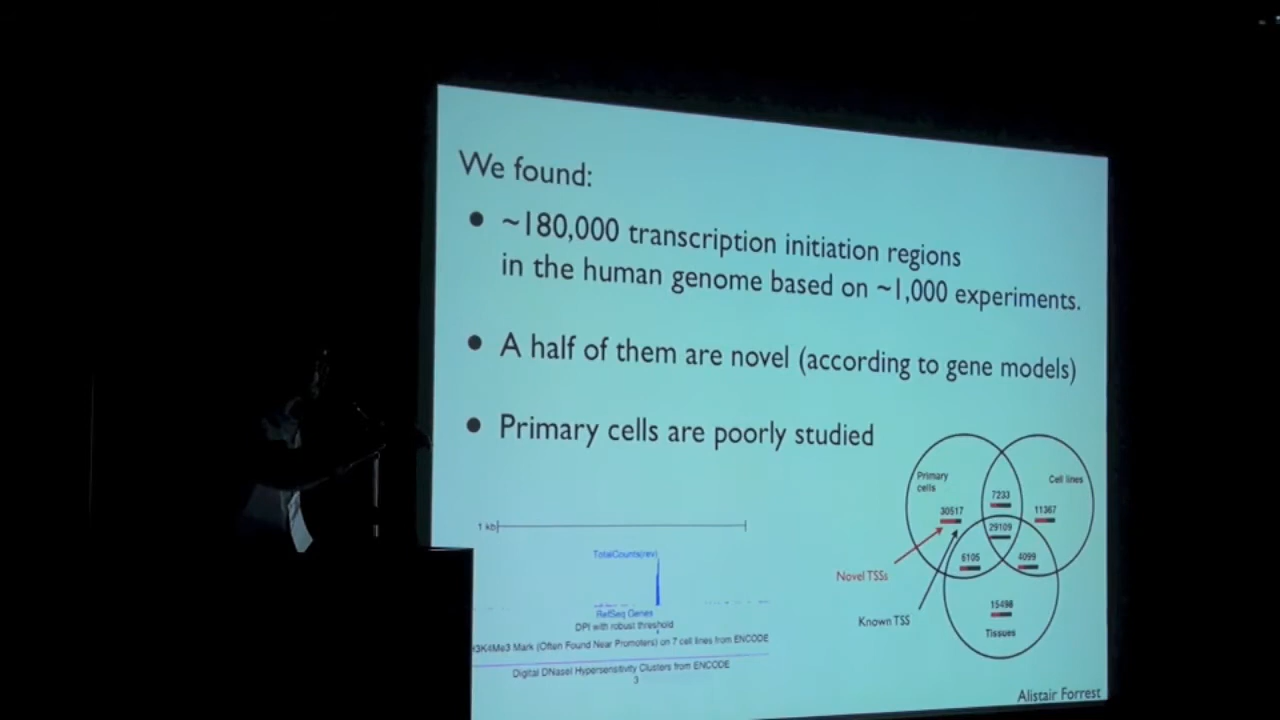 We found:
• ~180,000 transcription initiation regions
in the human genome based on ~1,000 experiments.
• A half of them are novel (according to gene models)
• Primary cells are poorly studied
1 kb
TotalCounts(rev)
RefSeq Genes
DPI with robust threshold
H3K4Me3 Mark (Often Found Near Promoters) on 7 cell lines from ENCODE
Digital DNaseI Hypersensitivity Clusters from ENCODE
3
Primary
cells
Cell lines
7233
30517
11367
29109
6105
4099
Novel TSSs
15498
Known TSS
Tissues
Alistair Forrest